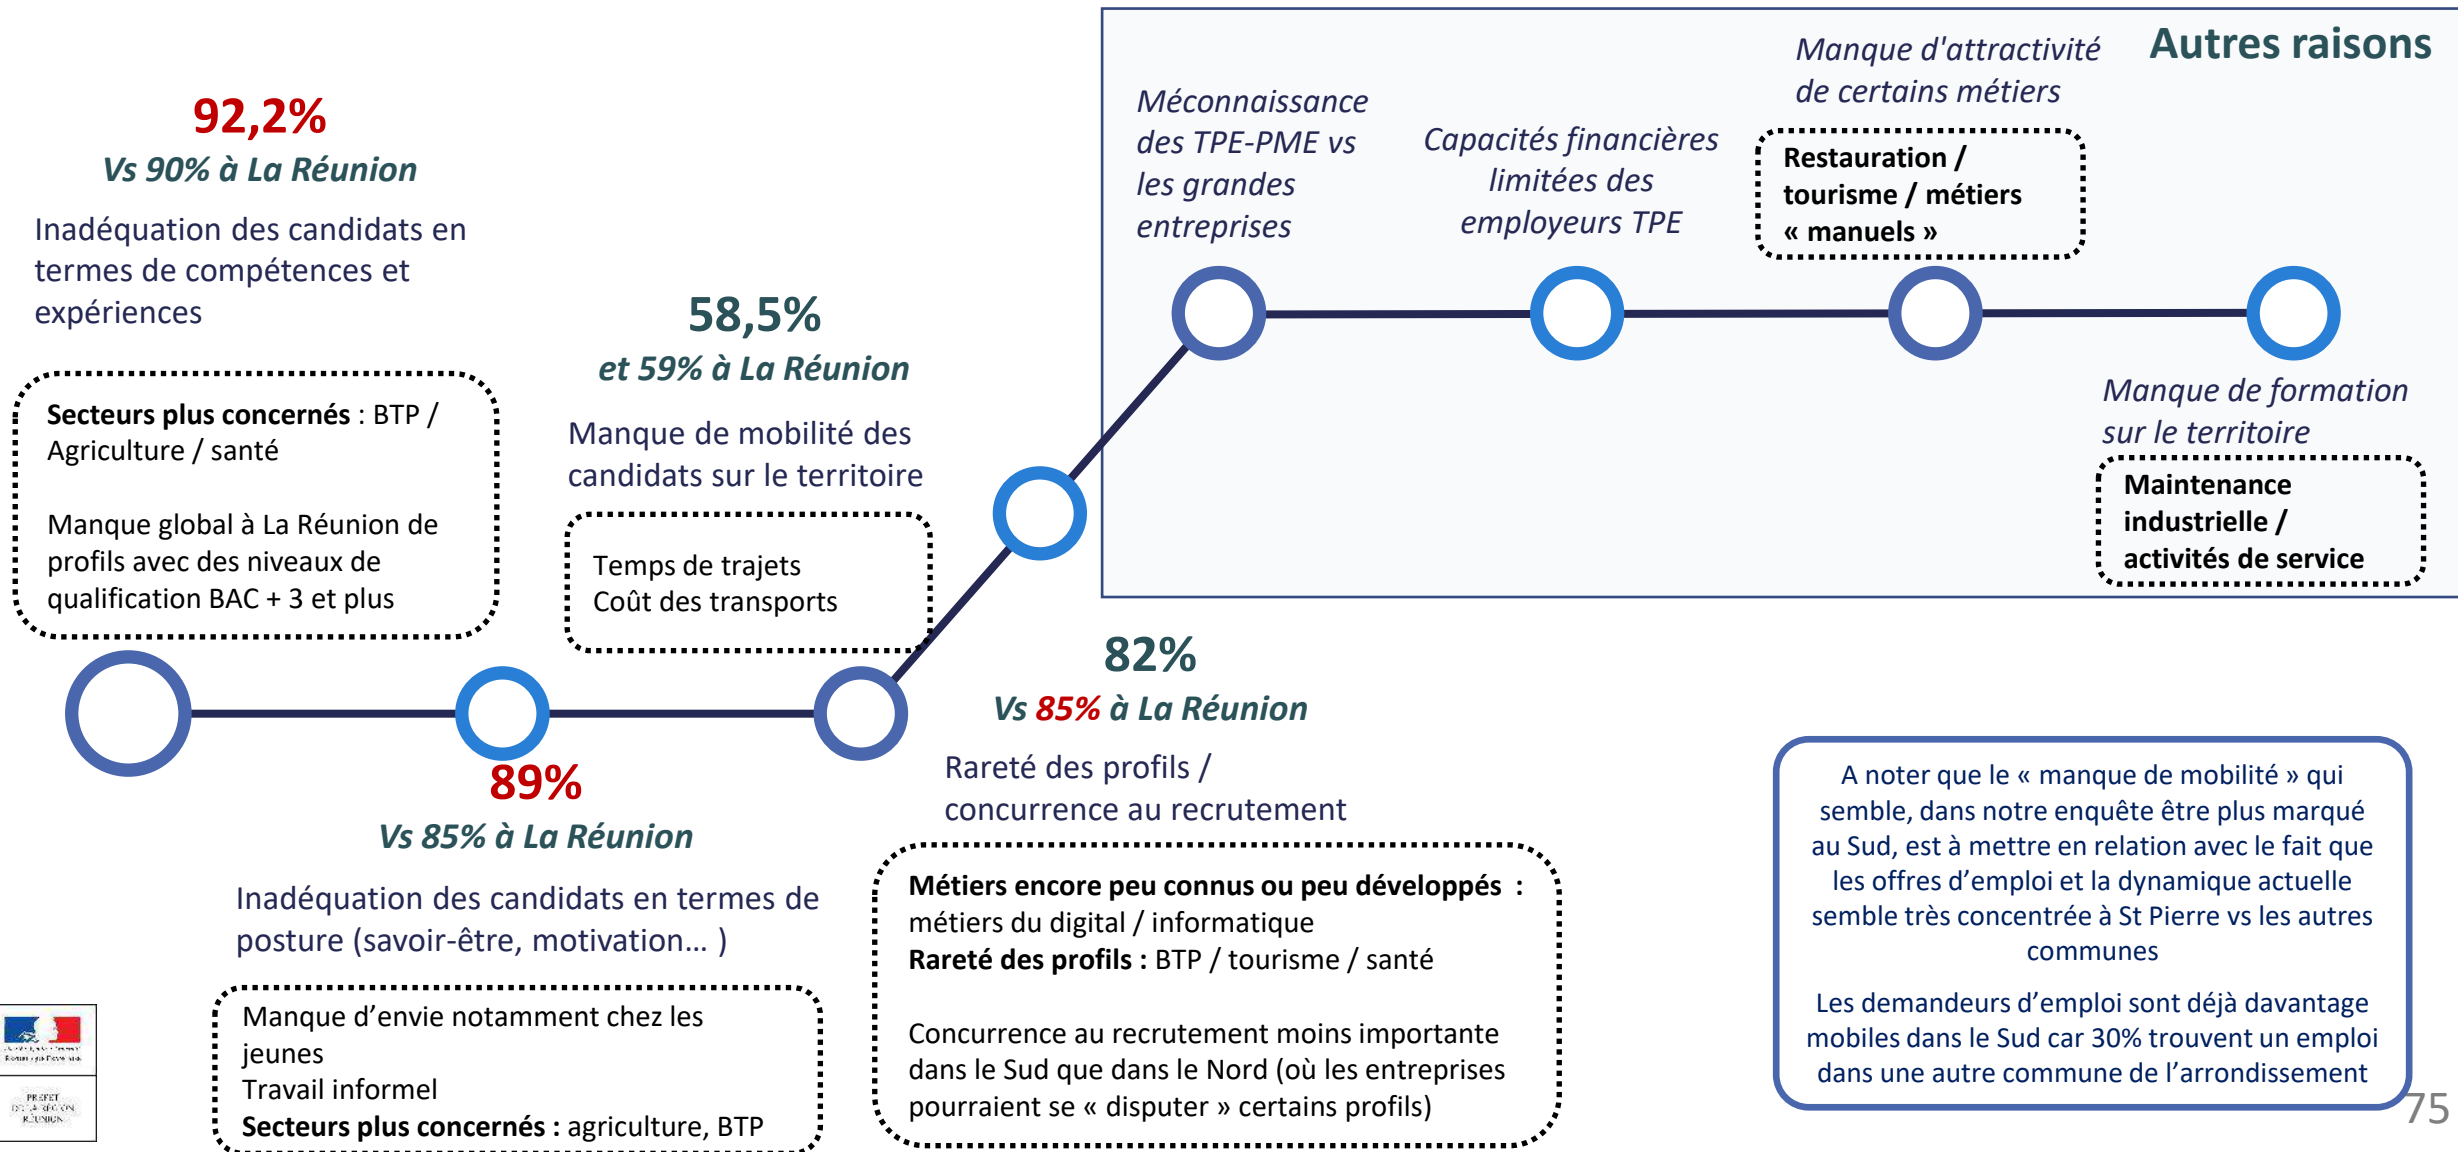 92,2%
Vs 90% à La Réunion
Inadéquation des candidats en
termes de compétences et
expériences
Secteurs plus concernés : BTP /
Agriculture / santé
Manque global à La Réunion de
profils avec des niveaux de
qualification BAC + 3 et plus
89%
Vs 85% à La Réunion
Inadéquation des candidats en termes de
posture (savoir-être, motivation… )
Manque d’envie notamment chez les
jeunes
Travail informel
Secteurs plus concernés : agriculture, BTP
58,5%
et 59% à La Réunion
Manque de mobilité des
candidats sur le territoire
Temps de trajets
Coût des transports
82%
Vs 85% à La Réunion
Rareté des profils /
concurrence au recrutement
Métiers encore peu connus ou peu développés :
métiers du digital / informatique
Rareté des profils : BTP / tourisme / santé
Concurrence au recrutement moins importante
dans le Sud que dans le Nord (où les entreprises
pourraient se « disputer » certains profils)
Autres raisons
Méconnaissance
des TPE-PME vs
les grandes
entreprises
Capacités financières
limitées des
employeurs TPE
Manque d'attractivité
de certains métiers
Restauration /
tourisme / métiers
« manuels »
Manque de formation
sur le territoire
Maintenance
industrielle /
activités de service
A noter que le « manque de mobilité » qui
semble, dans notre enquête être plus marqué
au Sud, est à mettre en relation avec le fait que
les offres d’emploi et la dynamique actuelle
semble très concentrée à St Pierre vs les autres
communes
Les demandeurs d’emploi sont déjà davantage
mobiles dans le Sud car 30% trouvent un emploi
dans une autre commune de l’arrondissement
PREFET
DE LA RÉGION
RÉUNION
75